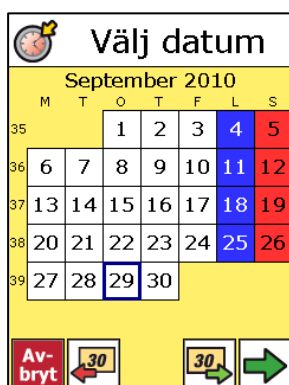 Välj datum
September 2010
M T O T F L S
35 1 2 3 4 5
36 6 7 8 9 10 11 12
37 13 14 15 16 17 18 19
38 20 21 22 23 24 25 26
39 27 28 29 30
Av-
bryt 30 30